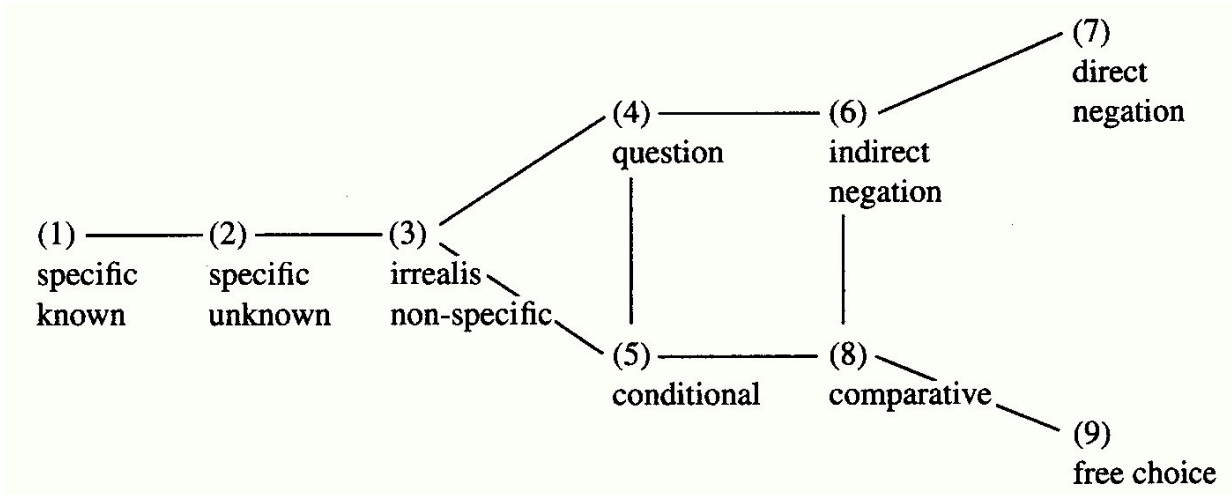 (7)
direct
negation
(4)
question
(6)
indirect
negation
(1)
specific
known
(2)
specific
unknown
(3)
irrealis
non-specific
(5)
conditional
(8)
comparative
(9)
free choice